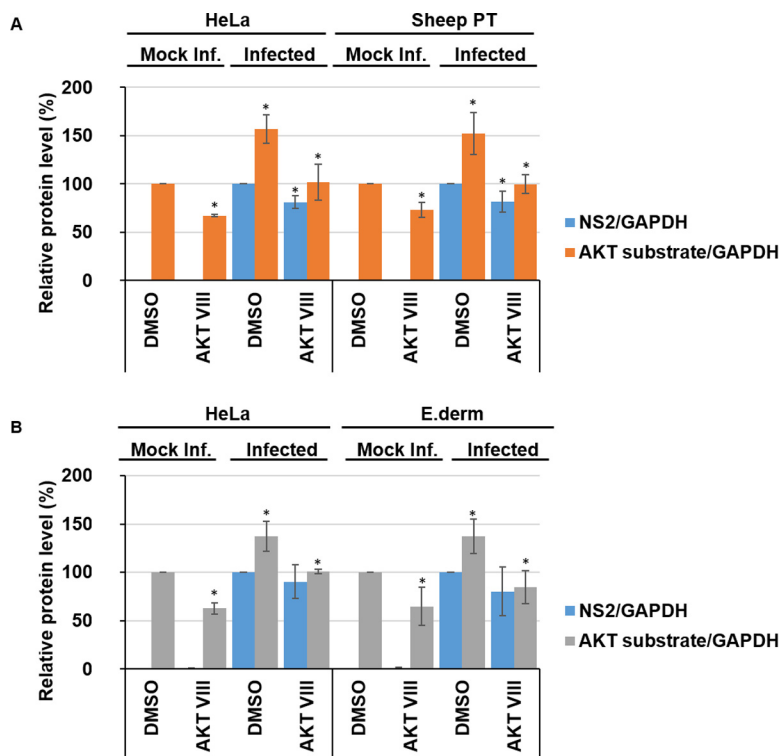 A
HeLa
Sheep PT
Mock Inf.
Infected
Mock Inf.
Infected
Relative protein level (%)
200
150
100
50
0
*
*
*
*
*
*
*
*
DMSO
AKT VIII
DMSO
AKT VIII
DMSO
AKT VIII
DMSO
AKT VIII
NS2/GAPDH
AKT substrate/GAPDH
B
HeLa
E.derm
Mock Inf.
Infected
Mock Inf.
Infected
Relative protein level (%)
200
150
100
50
0
*
*
*
*
*
*
DMSO
AKT VIII
DMSO
AKT VIII
DMSO
AKT VIII
DMSO
AKT VIII
NS2/GAPDH
AKT substrate/GAPDH